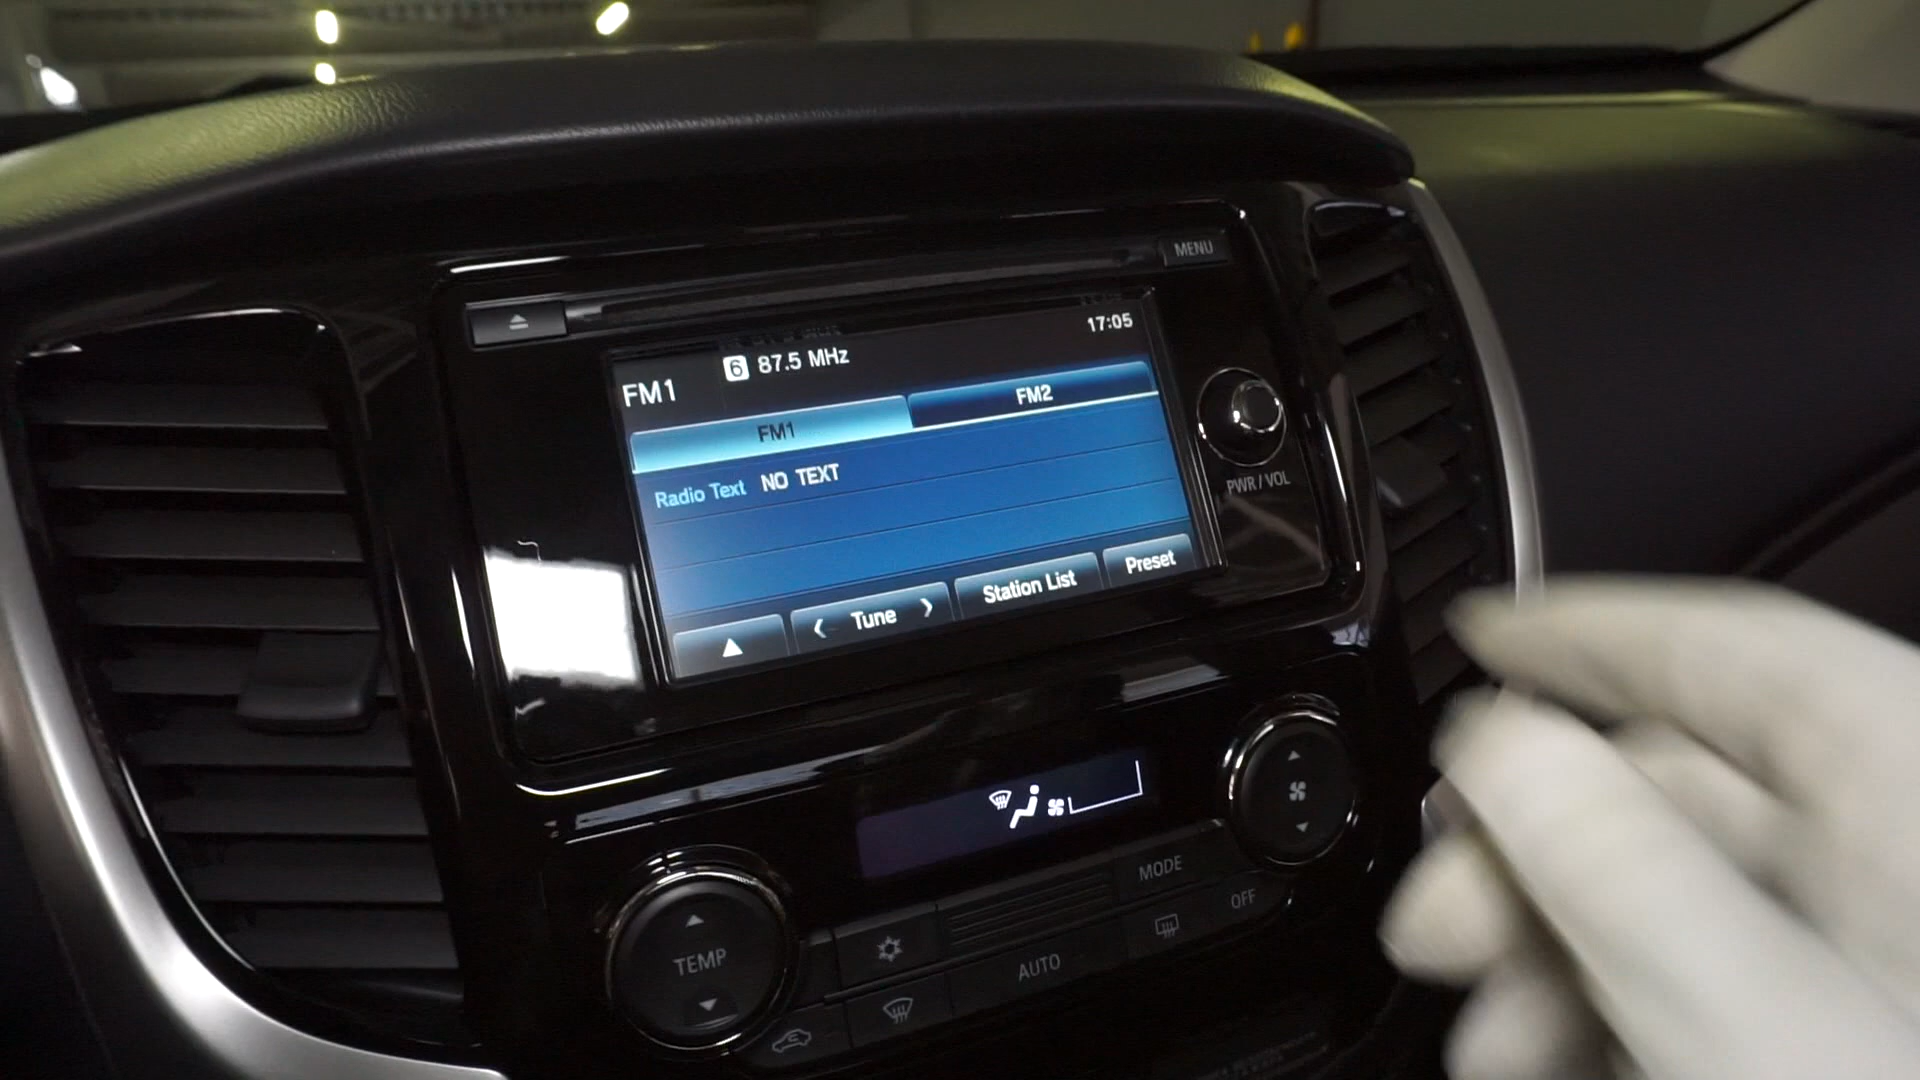 MENU
17:05
6 87.5 MHz
FM1
FM1
FM2
Radio Text NO TEXT
Tune
Station List
Preset
PWR / VOL
MODE
OFF
TEMP
AUTO